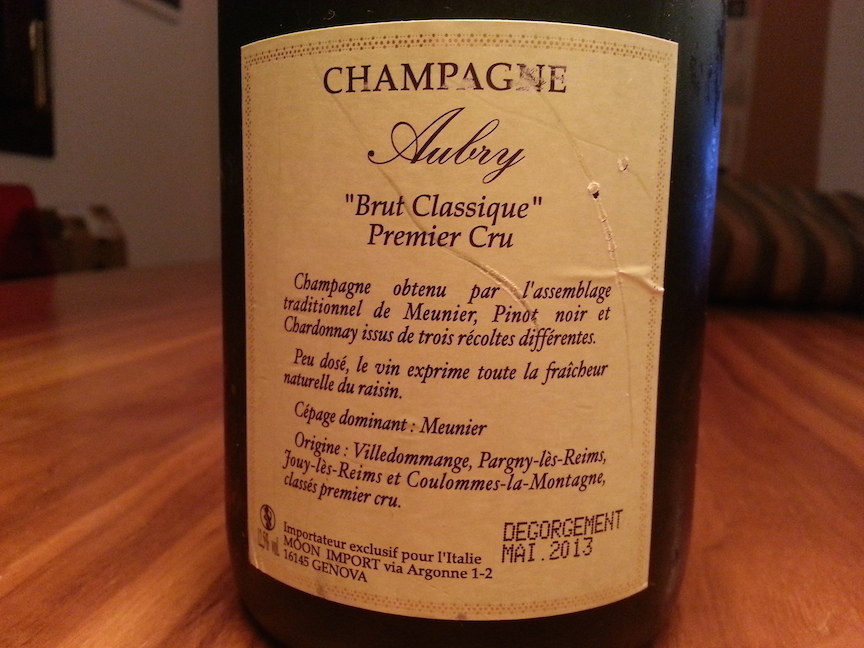 CHAMPAGNE
Aubry
"Brut Classique"
Premier Cru
Champagne obtenu par l'assemblage
traditionnel de Meunier, Pinot noir et
Chardonnay issus de trois récoltes différentes.
Peu dosé, le vin exprime toute la fraîcheur
naturelle du raisin.
Cépage dominant : Meunier
Origine : Villedommange, Pargny-lès-Reims,
Jouy-lès-Reims et Coulommes-la-Montagne,
classés premier cru.
Importateur exclusif pour l'Italie
MOON IMPORT via Argonne 1-2
16145 GENOVA
DEGORGEMENT
MAI.2013